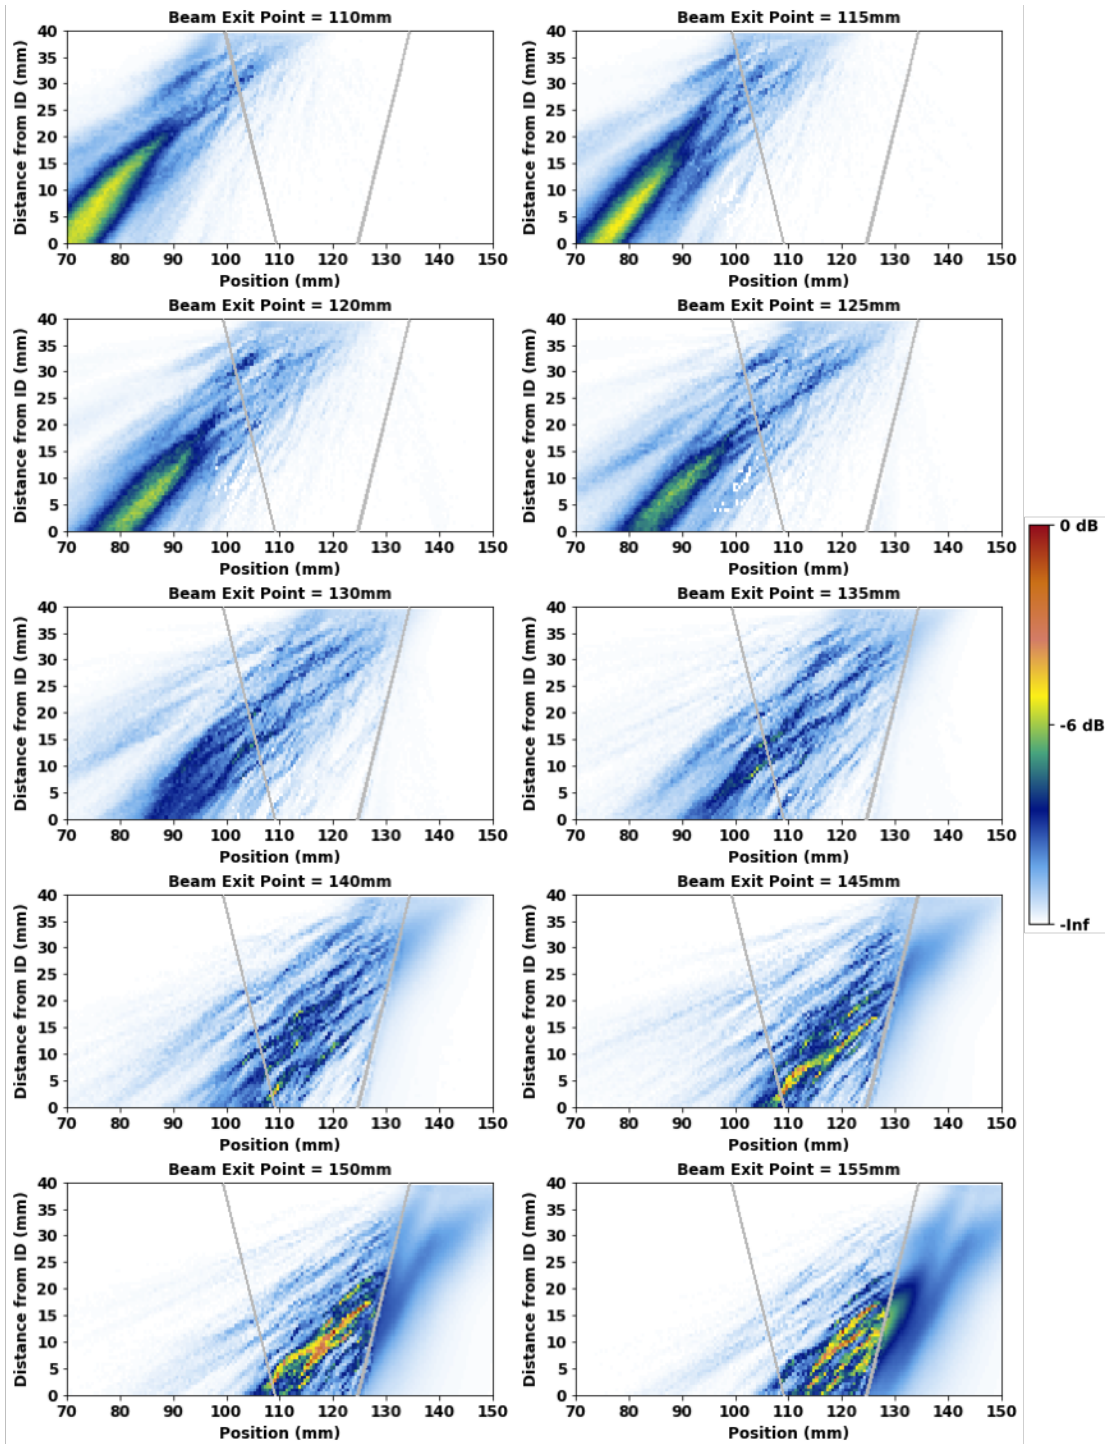 Beam Exit Point = 110mm
Distance from ID (mm)
40
35
30
25
20
15
10
5
0
70 80 90 100 110 120 130 140 150
Position (mm)
Beam Exit Point = 115mm
Distance from ID (mm)
40
35
30
25
20
15
10
5
0
70 80 90 100 110 120 130 140 150
Position (mm)
Beam Exit Point = 120mm
Distance from ID (mm)
40
35
30
25
20
15
10
5
0
70 80 90 100 110 120 130 140 150
Position (mm)
Beam Exit Point = 125mm
Distance from ID (mm)
40
35
30
25
20
15
10
5
0
70 80 90 100 110 120 130 140 150
Position (mm)
Beam Exit Point = 130mm
Distance from ID (mm)
40
35
30
25
20
15
10
5
0
70 80 90 100 110 120 130 140 150
Position (mm)
Beam Exit Point = 135mm
Distance from ID (mm)
40
35
30
25
20
15
10
5
0
70 80 90 100 110 120 130 140 150
Position (mm)
Beam Exit Point = 140mm
Distance from ID (mm)
40
35
30
25
20
15
10
5
0
70 80 90 100 110 120 130 140 150
Position (mm)
Beam Exit Point = 145mm
Distance from ID (mm)
40
35
30
25
20
15
10
5
0
70 80 90 100 110 120 130 140 150
Position (mm)
Beam Exit Point = 150mm
Distance from ID (mm)
40
35
30
25
20
15
10
5
0
70 80 90 100 110 120 130 140 150
Position (mm)
Beam Exit Point = 155mm
Distance from ID (mm)
40
35
30
25
20
15
10
5
0
70 80 90 100 110 120 130 140 150
Position (mm)
0 dB
-6 dB
-Inf